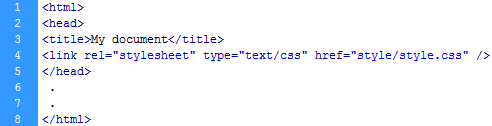 1 <html>
2 <head>
3 <title>My document</title>
4 <link rel="stylesheet" type="text/css" href="style/style.css" />
5 </head>
6 .
7 .
8 </html>